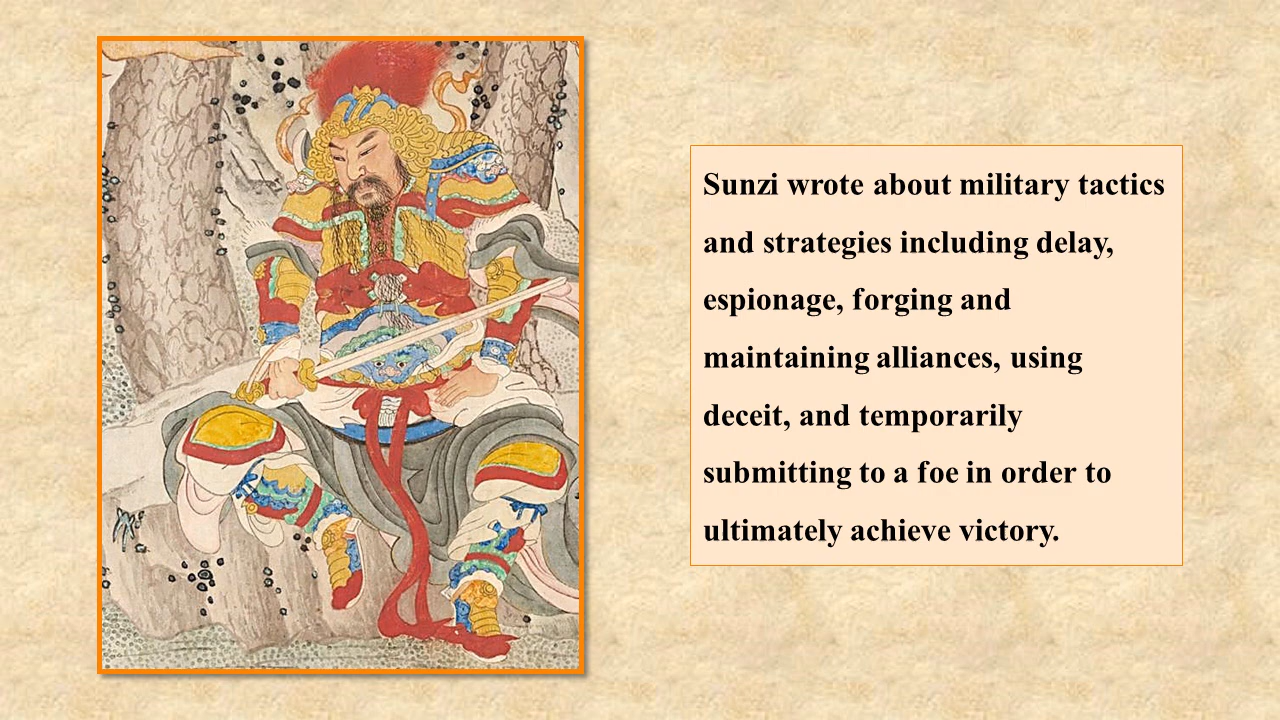 Sunzi wrote about military tactics
and strategies including delay,
espionage, forging and
maintaining alliances, using
deceit, and temporarily
submitting to a foe in order to
ultimately achieve victory.